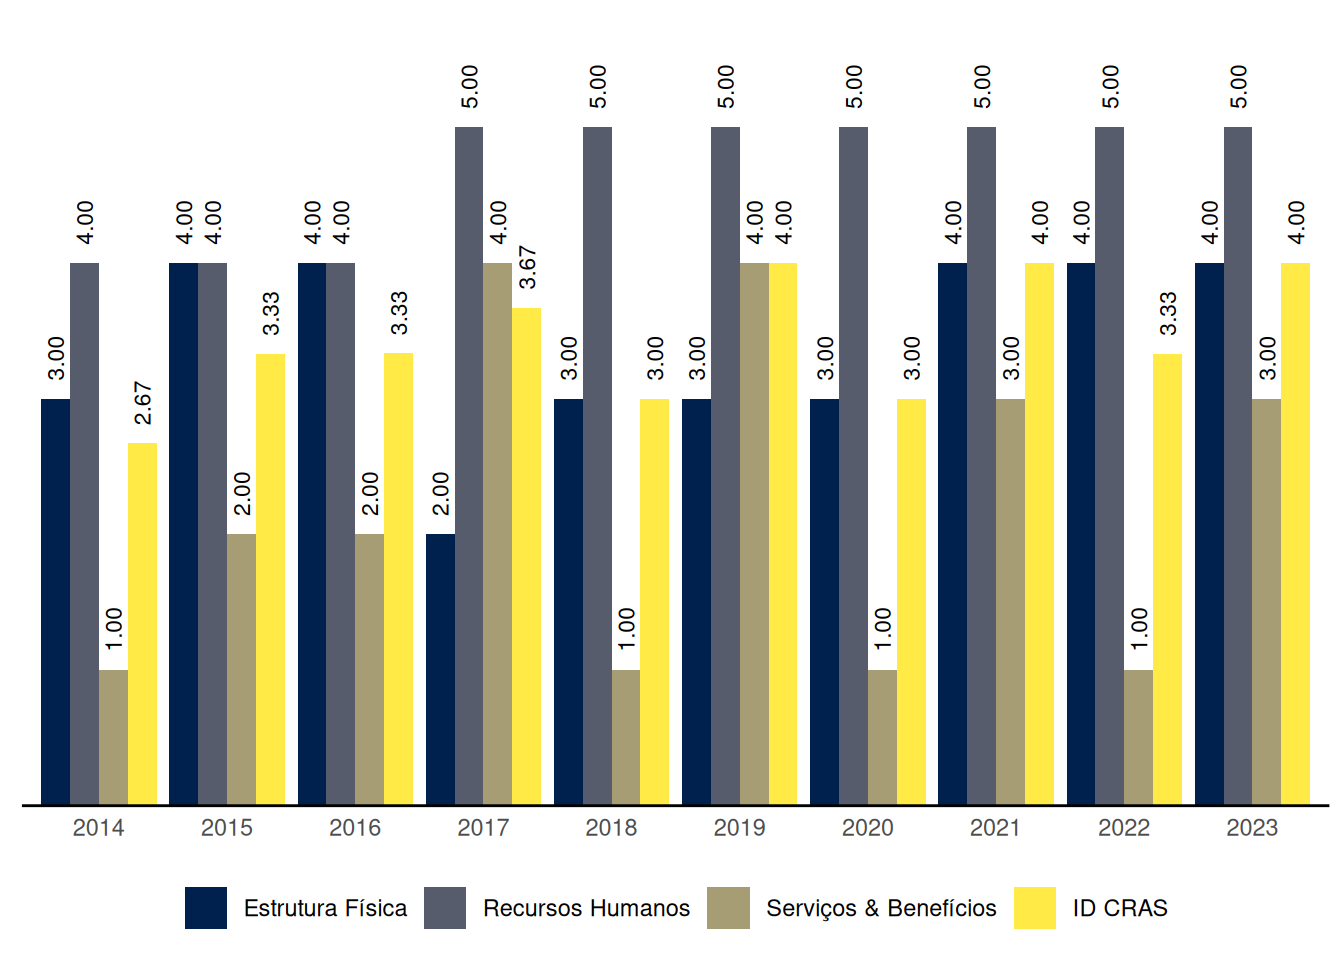 5.00 5.00 5.00 5.00 5.00 5.00 5.00
4.00 4.00 4.00 4.00 4.00 4.00 4.00 4.00 4.00 4.00 4.00 4.00 4.00
3.67
3.33 3.33 3.33
3.00 3.00 3.00 3.00 3.00 3.00 3.00 3.00
2.67
2.00 2.00 2.00
1.00 1.00 1.00 1.00
2014 2015 2016 2017 2018 2019 2020 2021 2022 2023
Estrutura Física Recursos Humanos Serviços & Benefícios ID CRAS